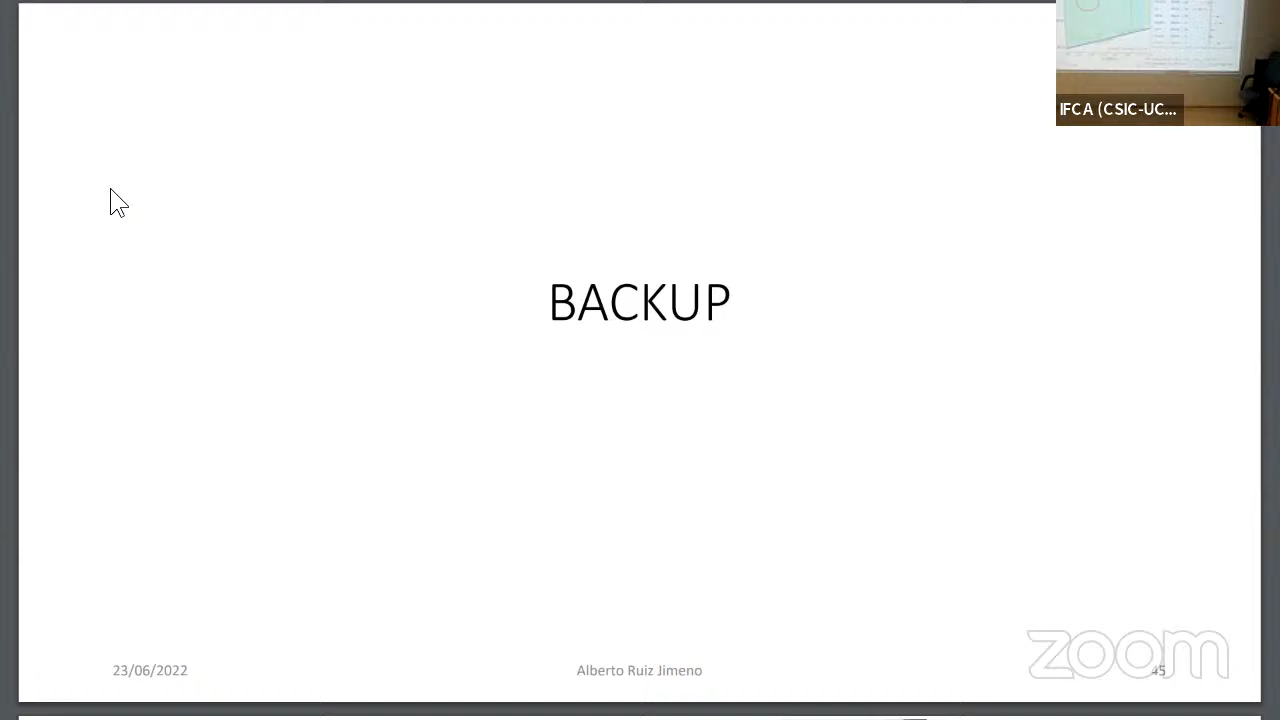 IFCA (CSIC-UC...
BACKUP
23/06/2022
Alberto Ruiz Jimeno
45
zoom